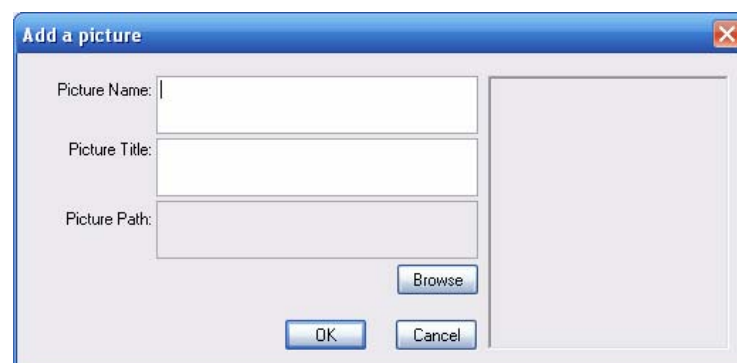 Add a picture
Picture Name:
Picture Title:
Picture Path:
Browse
OK
Cancel